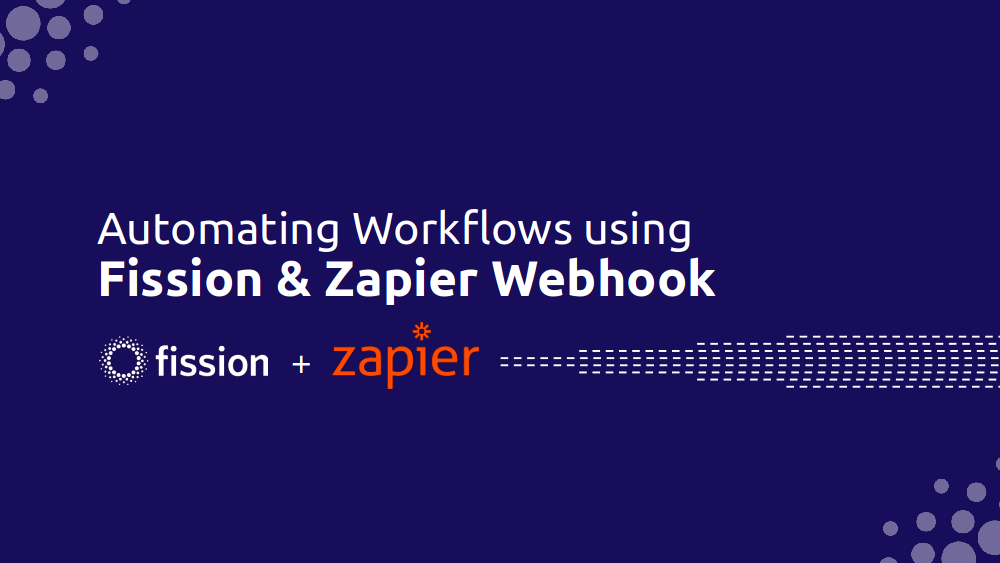 Automating Workflows using
Fission & Zapier Webhook
fission + zapier